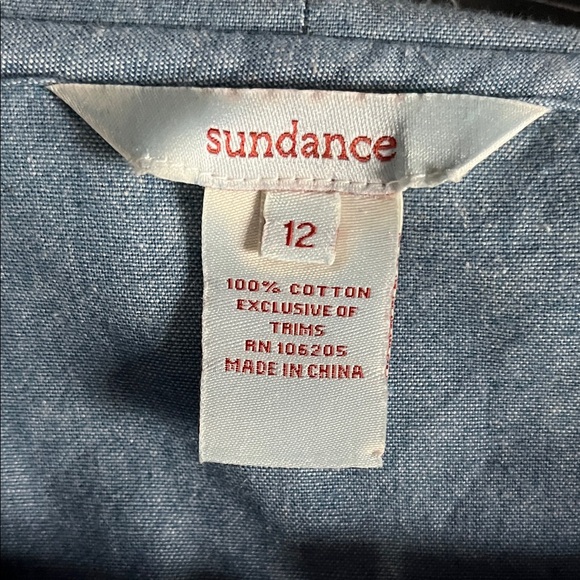 sundance
12
100% COTTON
EXCLUSIVE OF
TRIMS
RN 106205
MADE IN CHINA